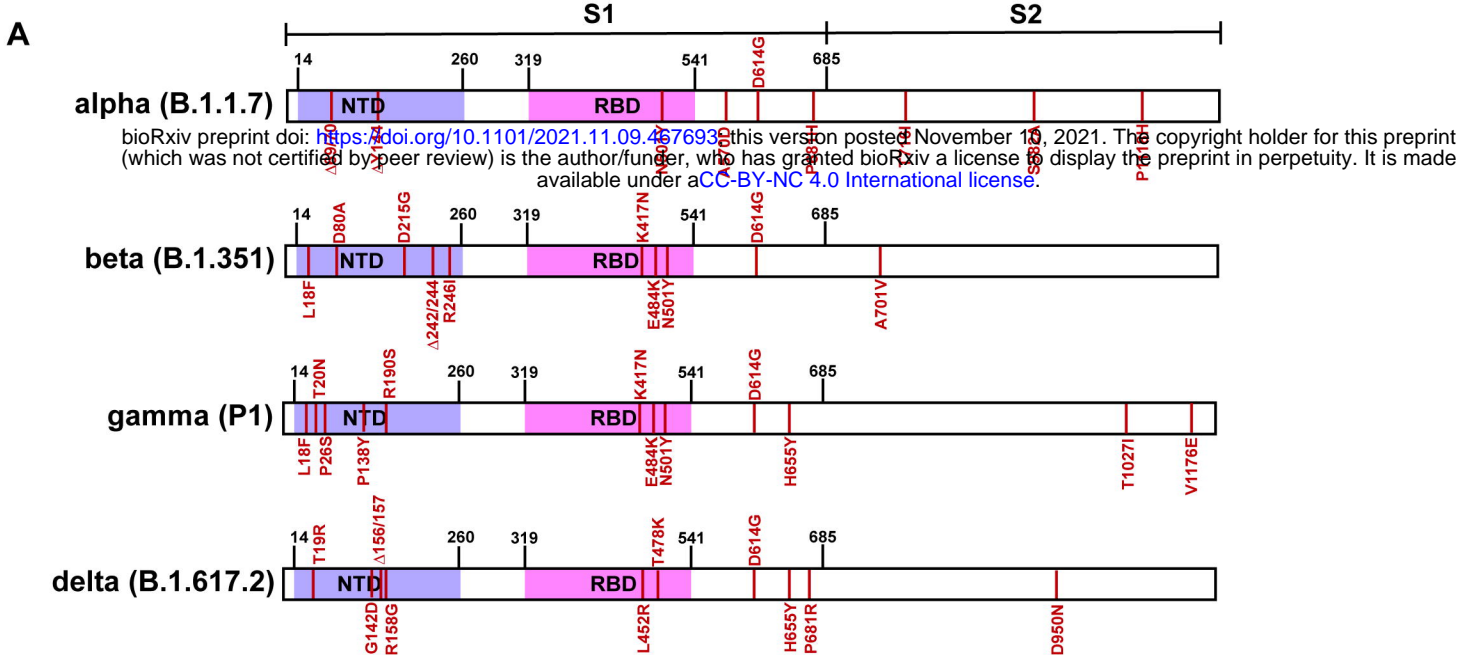 A
S1 S2
14 260 319 541 D614G 685
alpha (B.1.1.7) NTD RBD
bioRxiv preprint doi: https://doi.org/10.1101/2021.11.09.467693; this version posted November 10, 2021. The copyright holder for this preprint
(which was not certified by peer review) is the author/funder, who has granted bioRxiv a license to display the preprint in perpetuity. It is made
available under aCC-BY-NC 4.0 International license.
N501Y A570D P681H S982A P1118H
14 D80A D215G 260 319 K417N 541 D614G 685
beta (B.1.351) NTD RBD
L18F Δ242/244 R246I E484K N501Y A701V
14 T20N R190S 260 319 K417N 541 D614G 685
gamma (P1) NTD RBD
L18F P26S P138Y E484K N501Y H655Y T1027I V1176E
14 T19R Δ156/157 260 319 T478K 541 D614G 685
delta (B.1.617.2) NTD RBD
G142D R158G L452R H655Y P681R D950N